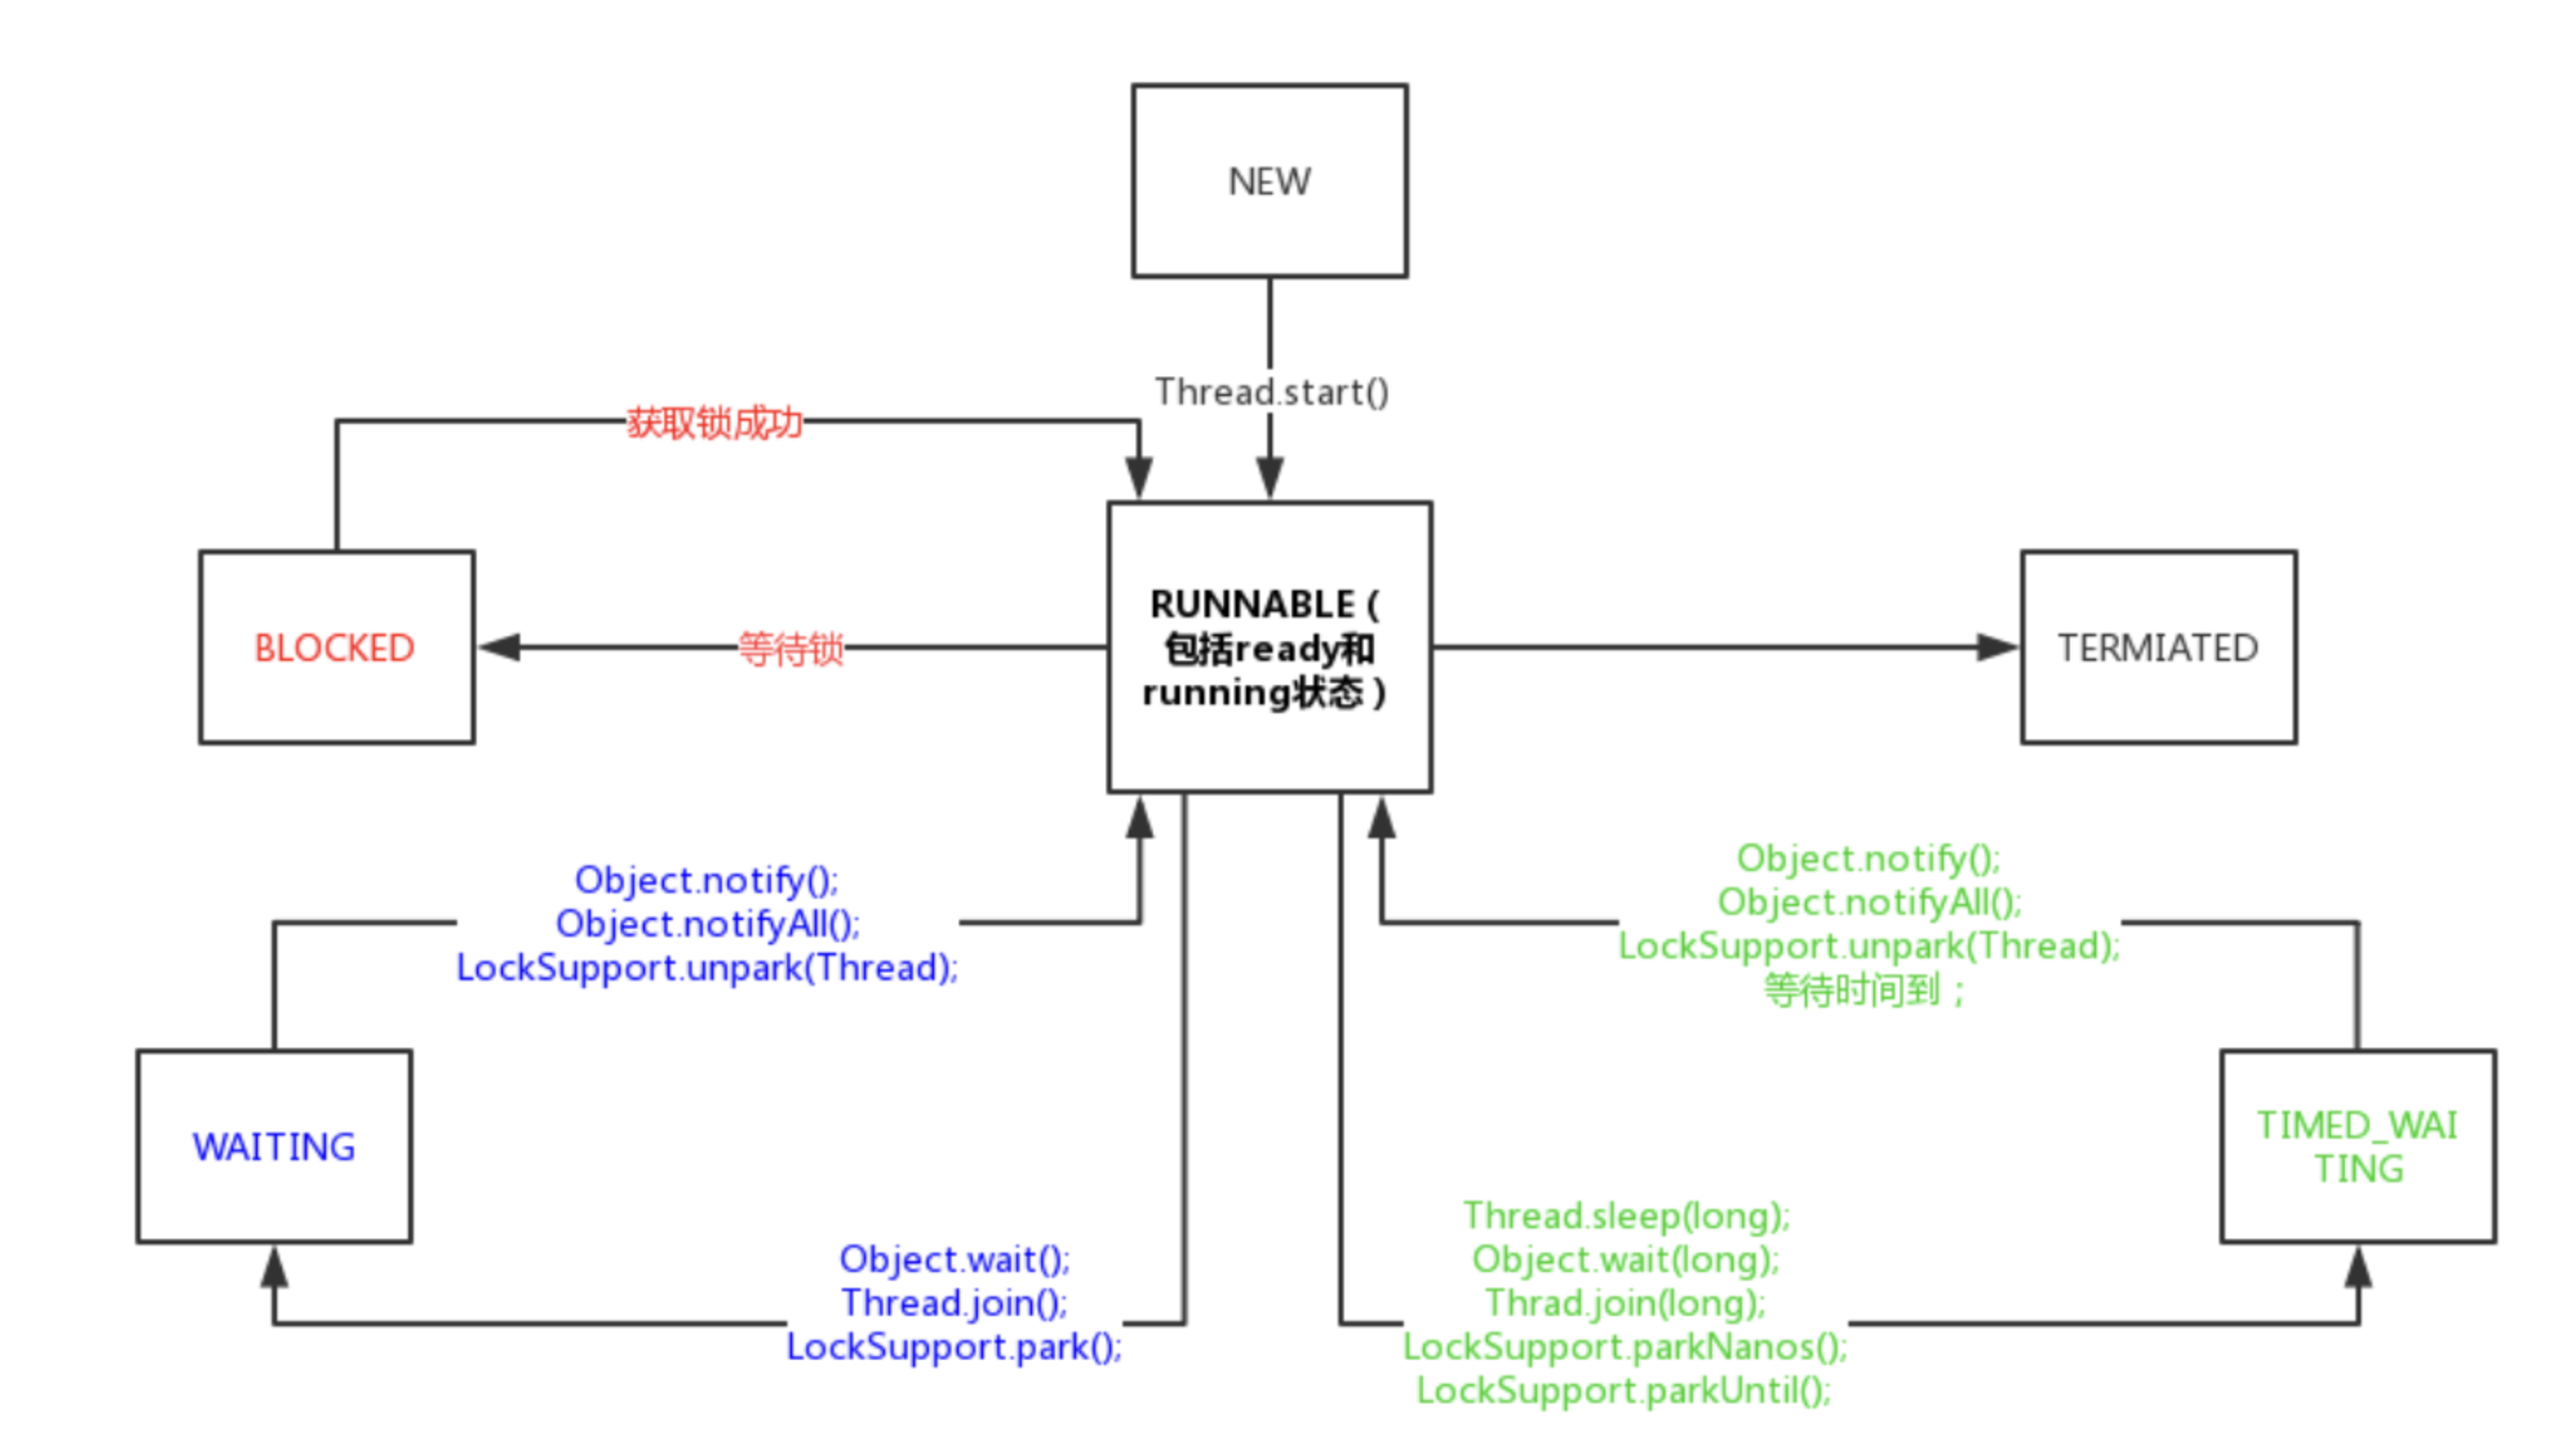 NEW
Thread.start()
获取锁成功
BLOCKED
等待锁
RUNNABLE (
包括ready和
running状态 )
TERMIATED
Object.notify();
Object.notifyAll();
LockSupport.unpark(Thread);
Object.notify();
Object.notifyAll();
LockSupport.unpark(Thread);
等待时间到 ;
WAITING
TIMED_WAI
TING
Object.wait();
Thread.join();
LockSupport.park();
Thread.sleep(long);
Object.wait(long);
Thrad.join(long);
LockSupport.parkNanos();
LockSupport.parkUntil();